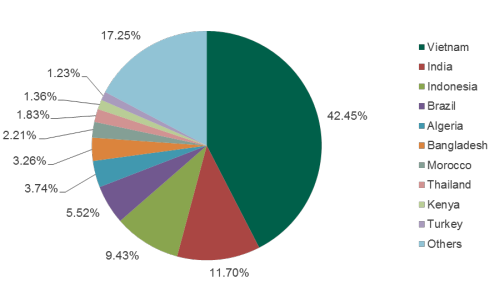 17.25%
1.23%
1.36%
1.83%
2.21%
3.26%
3.74%
5.52%
9.43%
11.70%
42.45%
Vietnam
India
Indonesia
Brazil
Algeria
Bangladesh
Morocco
Thailand
Kenya
Turkey
Others